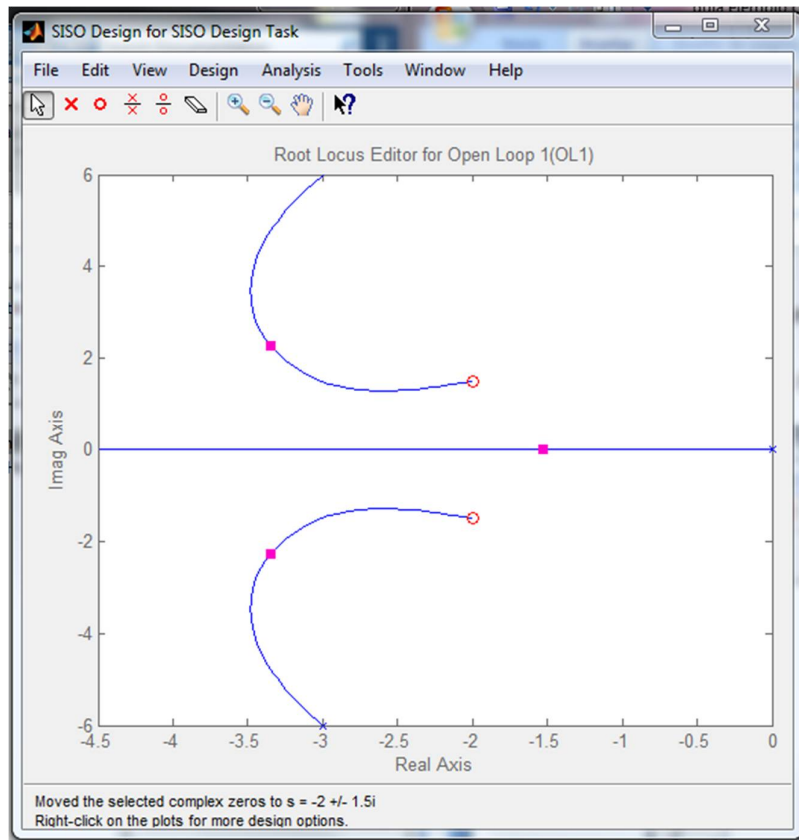 SISO Design for SISO Design Task
File Edit View Design Analysis Tools Window Help
Root Locus Editor for Open Loop 1(OL1)
6
4
2
0
-2
-4
-6
Imag Axis
-4.5 -4 -3.5 -3 -2.5 -2 -1.5 -1 -0.5 0
Real Axis
Moved the selected complex zeros to s = -2 +/- 1.5i
Right-click on the plots for more design options.